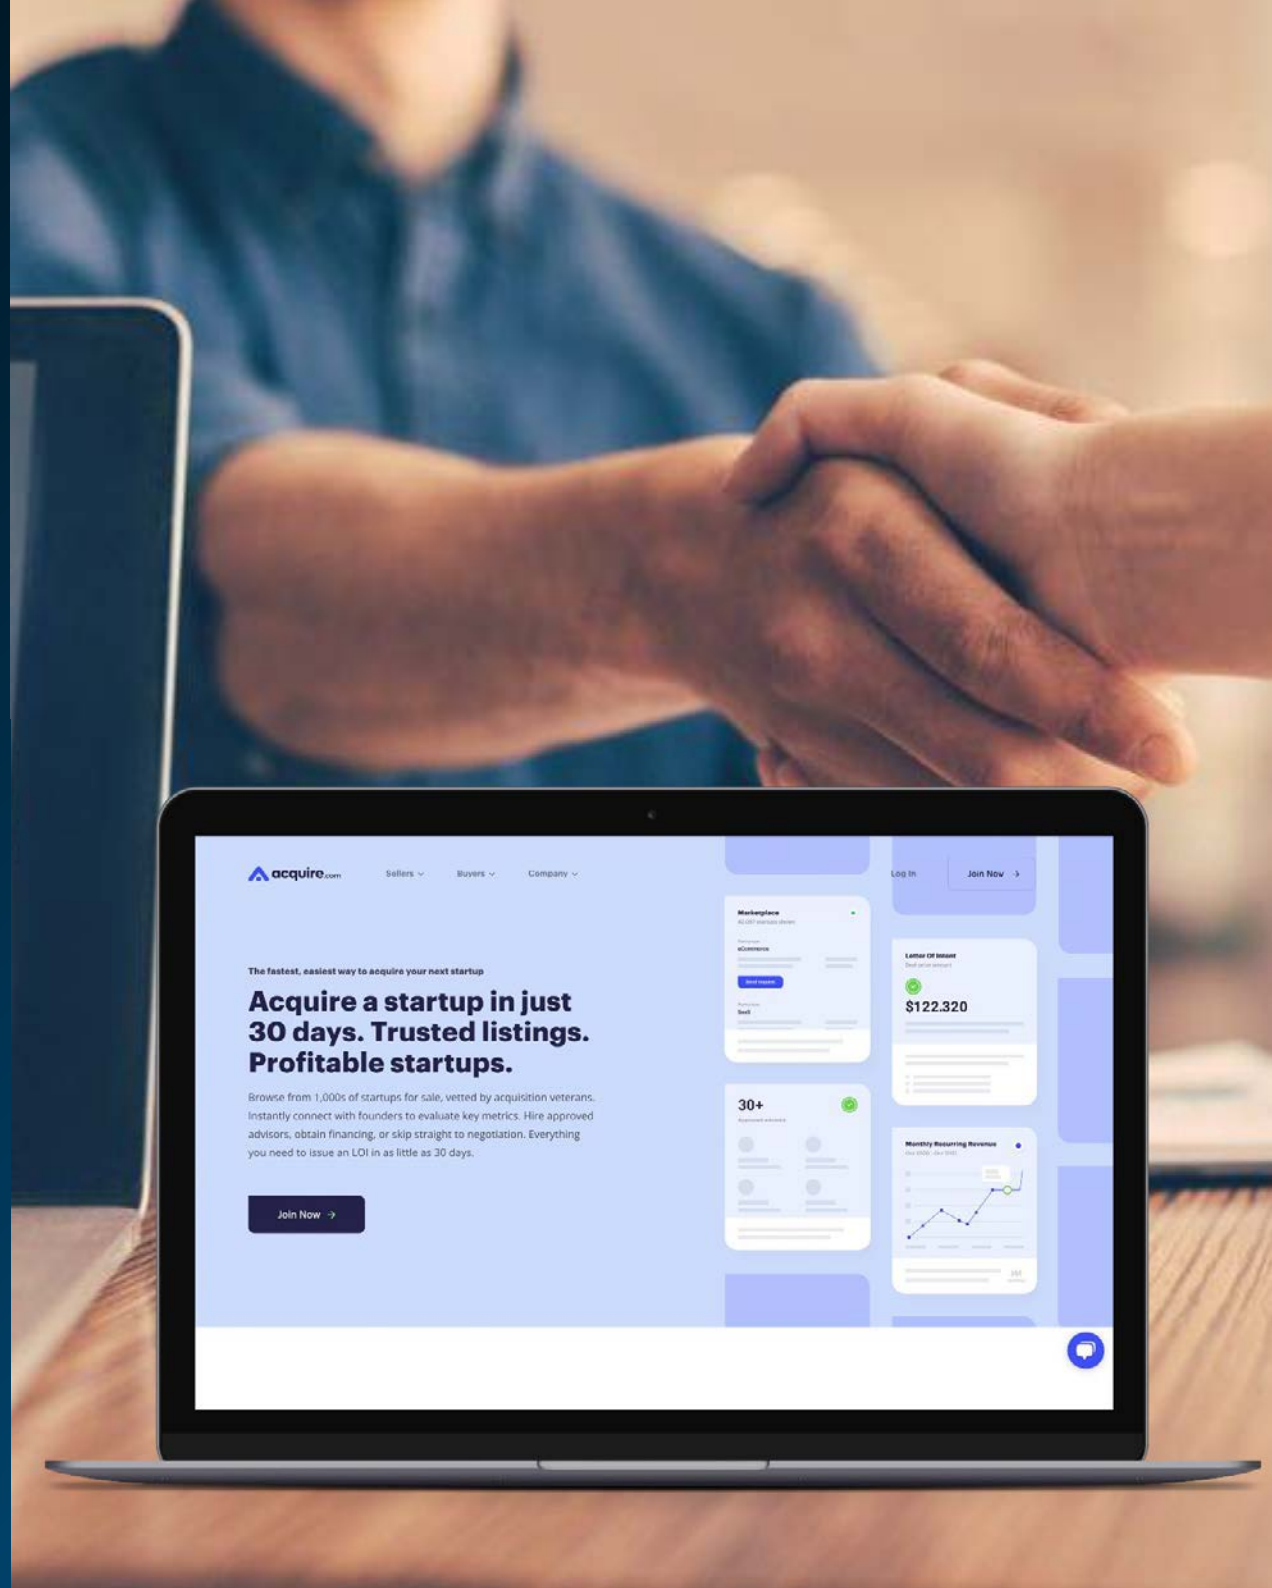 acquire.com
Sellers
Buyers
Company
Log In
Join Now
The fastest, easiest way to acquire your next startup
Acquire a startup in just
30 days. Trusted listings.
Profitable startups.
Browse from 1,000s of startups for sale, vetted by acquisition veterans.
Instantly connect with founders to evaluate key metrics. Hire approved
advisors, obtain financing, or skip straight to negotiation. Everything
you need to issue an LOI in as little as 30 days.
Join Now
Marketplace
eCommerce
SaaS
Letter Of Intent
$122.320
30+
Monthly Recurring Revenue